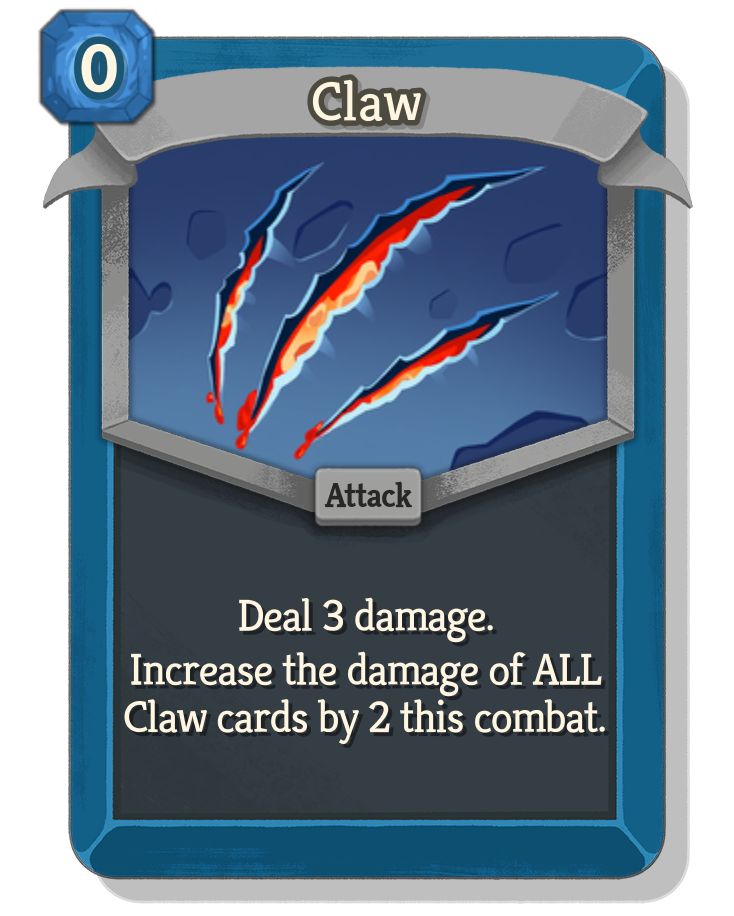 0
Claw
Attack
Deal 3 damage.
Increase the damage of ALL
Claw cards by 2 this combat.